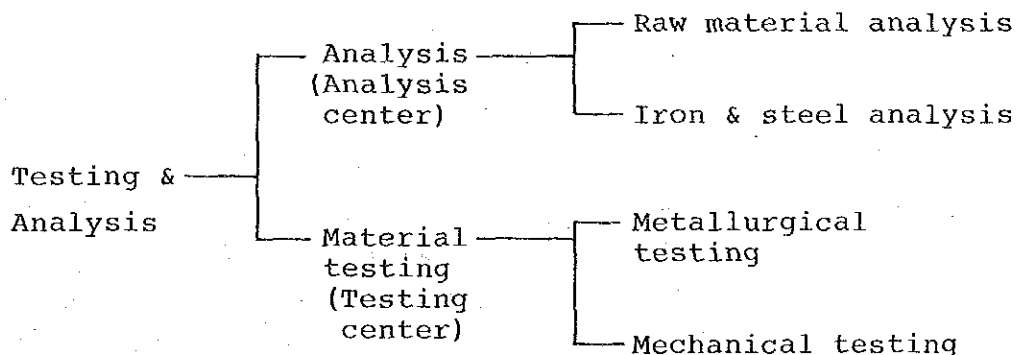 Testing &
Analysis
Analysis
(Analysis
center)
Raw material analysis
Iron & steel analysis
Material
testing
(Testing
center)
Metallurgical
testing
Mechanical testing